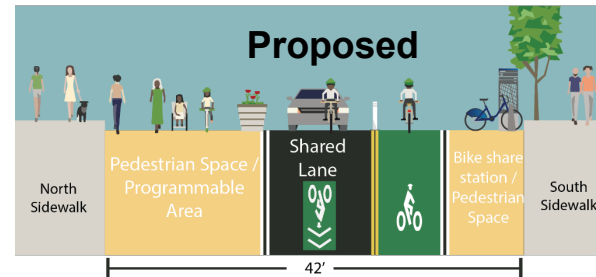 Proposed
North
Sidewalk
Pedestrian Space /
Programmable
Area
Shared
Lane
Bike share
station /
Pedestrian
Space
South
Sidewalk
42'